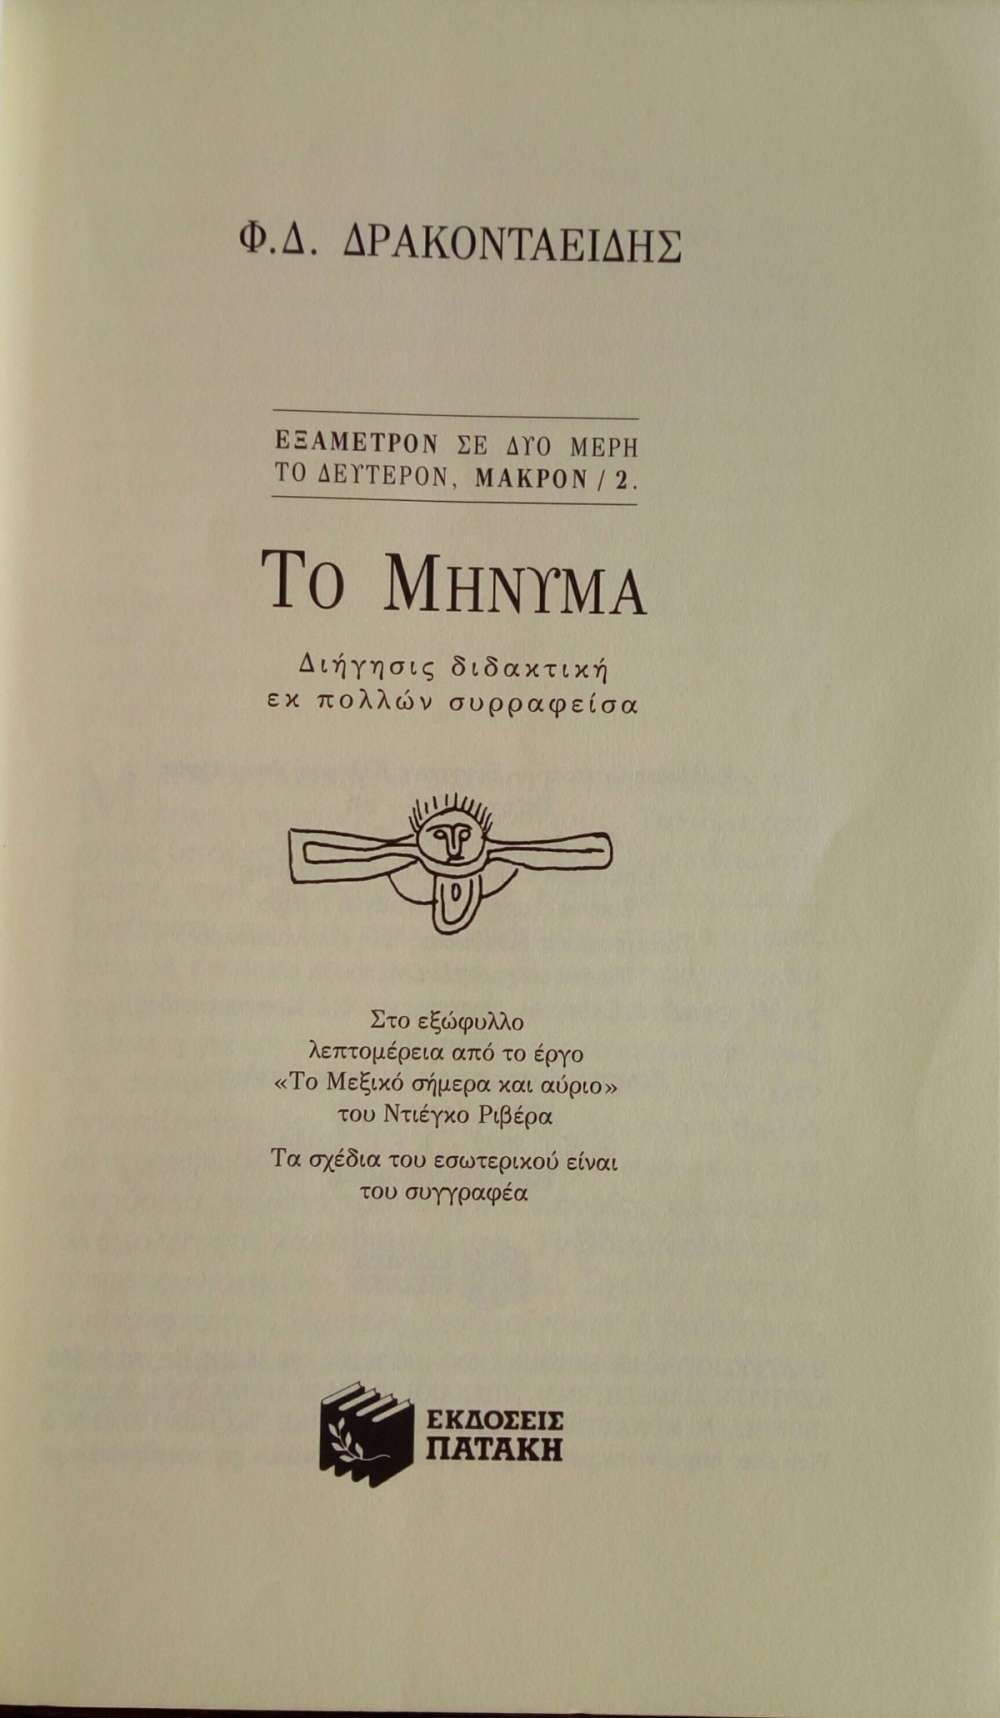 Φ.Δ. ΔΡΑΚΟΝΤΑΕΙΔΗΣ
ΕΞΑΜΕΤΡΟΝ ΣΕ ΔΥΟ ΜΕΡΗ
ΤΟ ΔΕΥΤΕΡΟΝ, ΜΑΚΡΟΝ / 2.
ΤΟ ΜΗΝΥΜΑ
Διήγησις διδακτική
εκ πολλών συρραφείσα
Στο εξώφυλλο
λεπτομέρεια από το έργο
«Το Μεξικό σήμερα και αύριο»
του Ντιέγκο Ριβέρα
Τα σχέδια του εσωτερικού είναι
του συγγραφέα
ΕΚΔΟΣΕΙΣ
ΠΑΤΑΚΗ